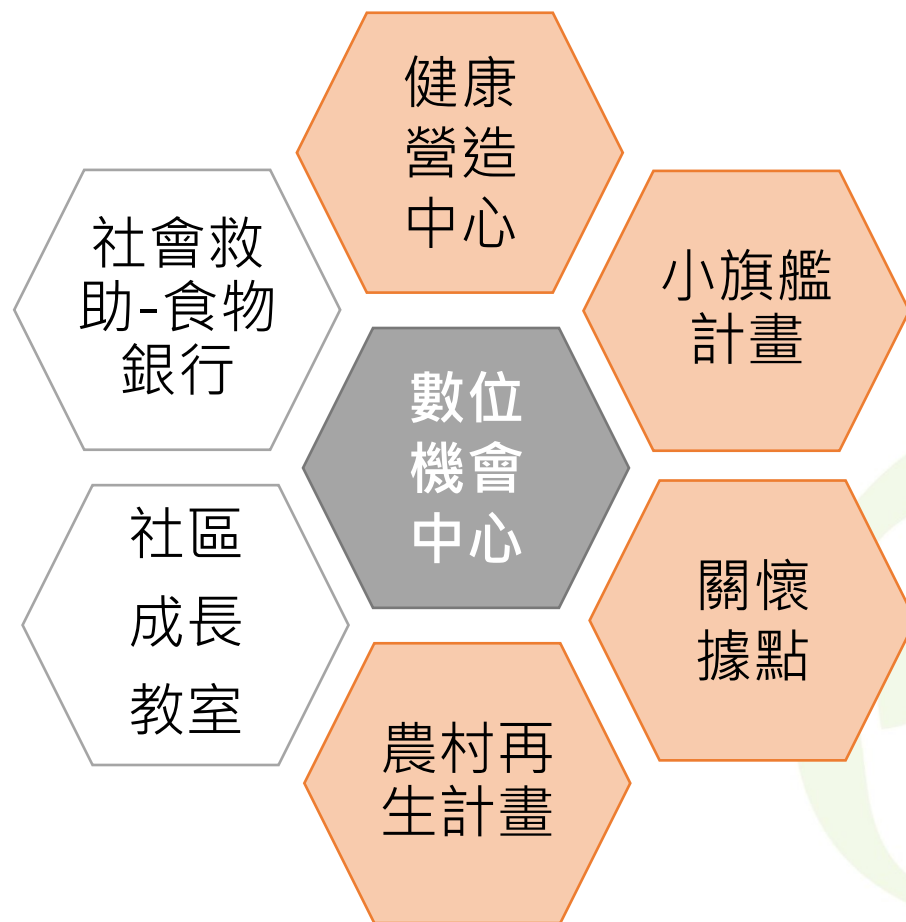 健康
營造
中心
社會救
助-食物
銀行
小旗艦
計畫
數位
機會
中心
社區
成長
教室
關懷
據點
農村再
生計畫